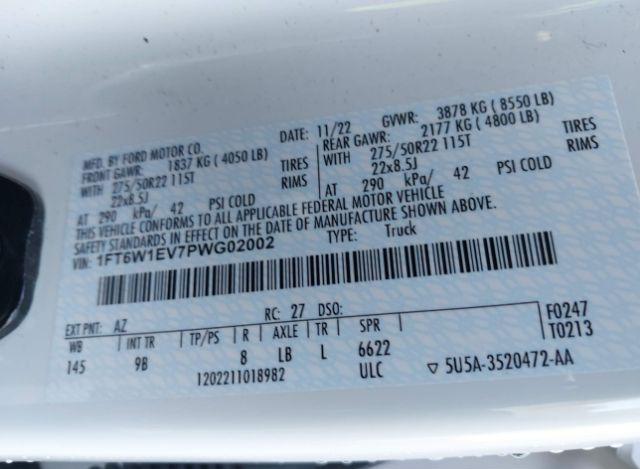 MFD. BY FORD MOTOR CO.
DATE: 11/22 GVWR: 3878 KG ( 8550 LB)
FRONT GAWR: 1837 KG ( 4050 LB) REAR GAWR: 2177 KG ( 4800 LB)
WITH 275/50R22 115T TIRES WITH 275/50R22 115T TIRES
22x8.5J RIMS 22x8.5J RIMS
AT 290 kPa/ 42 PSI COLD AT 290 kPa/ 42 PSI COLD
THIS VEHICLE CONFORMS TO ALL APPLICABLE FEDERAL MOTOR VEHICLE
SAFETY STANDARDS IN EFFECT ON THE DATE OF MANUFACTURE SHOWN ABOVE.
VIN: 1FT6W1EV7PWG02002 TYPE: Truck
EXT PNT: AZ RC: 27 DSO: F0247
WB INT TR TP/PS R AXLE TR SPR T0213
145 9B 8 LB L 6622
1202211018982 ULC ▽ 5U5A-3520472-AA